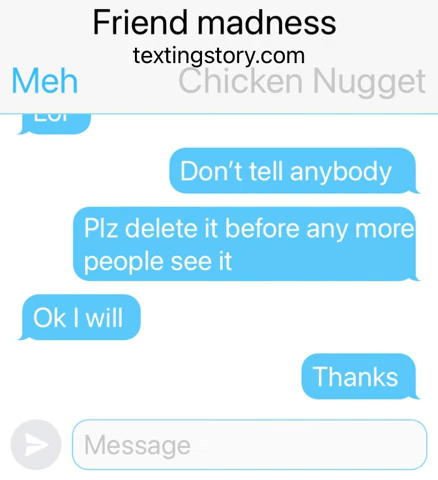 Friend madness
textingstory.com
Meh
Chicken Nugget
Don't tell anybody
Plz delete it before any more
people see it
Ok I will
Thanks
Message